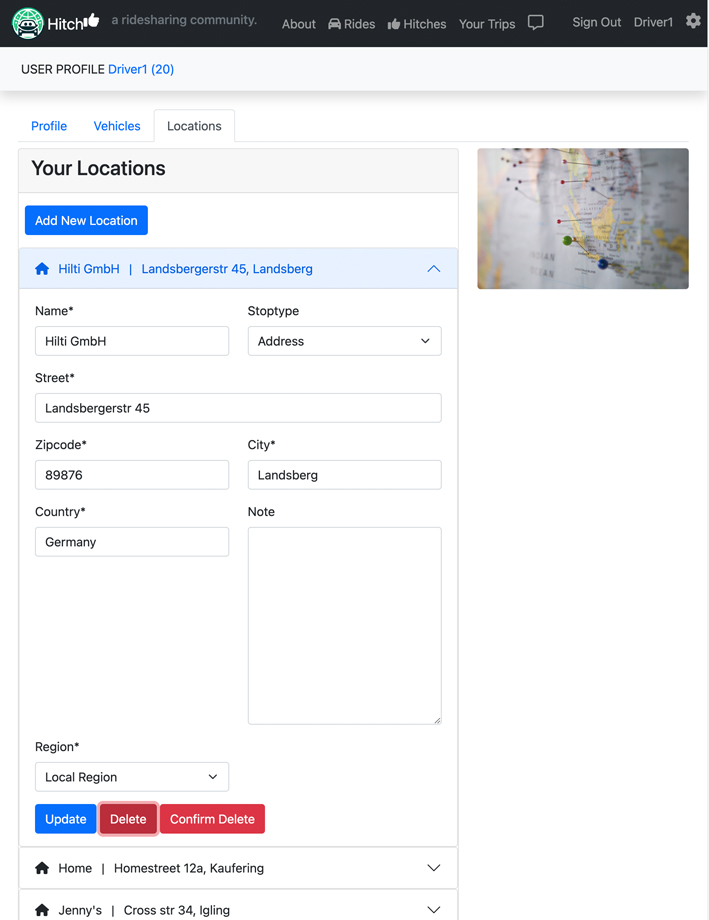 Hitch a ridesharing community. About Rides Hitches Your Trips Sign Out Driver1
USER PROFILE Driver1 (20)
Profile Vehicles Locations
Your Locations
Add New Location
Hilti GmbH | Landsbergerstr 45, Landsberg
Name* Stoptype
Hilti GmbH Address
Street*
Landsbergerstr 45
Zipcode* City*
89876 Landsberg
Country* Note
Germany
Region*
Local Region
Update Delete Confirm Delete
Home | Homestreet 12a, Kaufering
Jenny's | Cross str 34, Igling